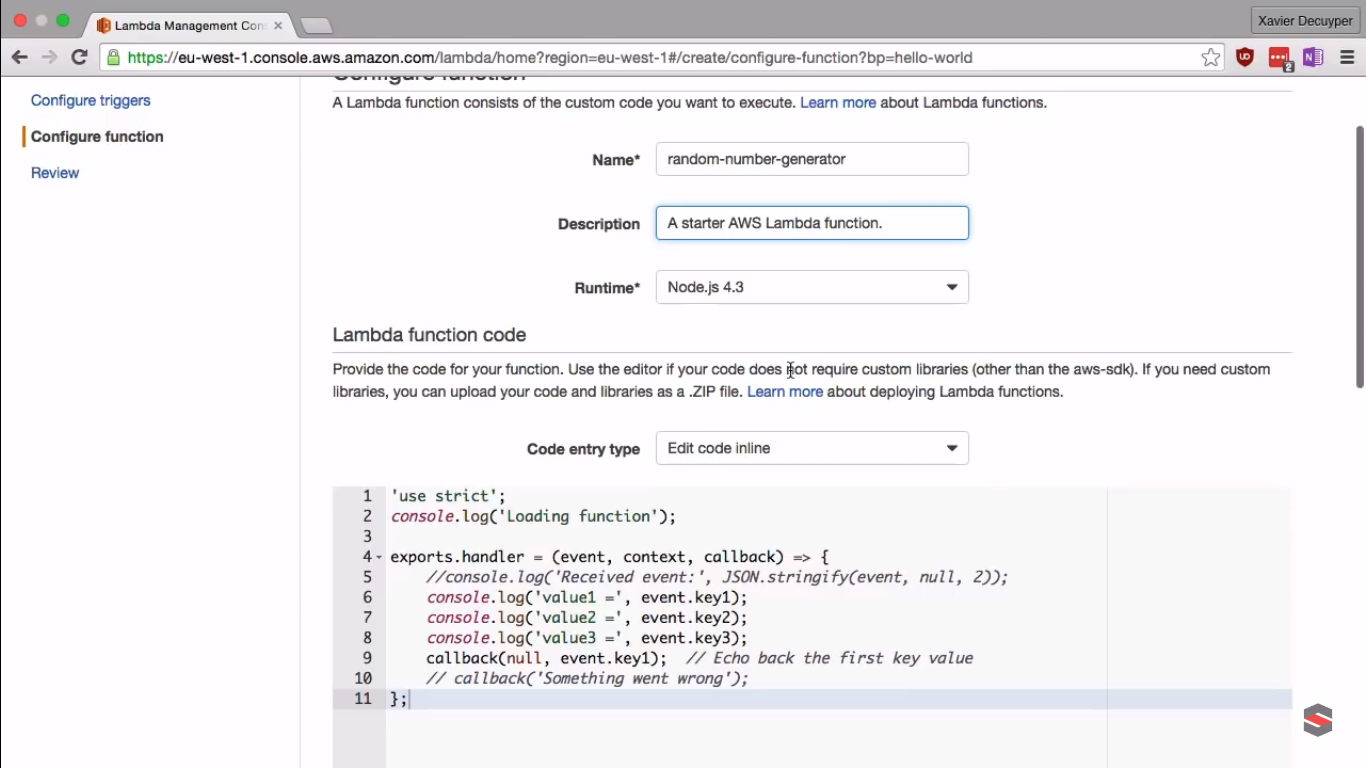 Lambda Management Con
Xavier Decuyper
https://eu-west-1.console.aws.amazon.com/lambda/home?region=eu-west-1#/create/configure-function?bp=hello-world
2
Configure function
Configure triggers
A Lambda function consists of the custom code you want to execute. Learn more about Lambda functions.
Configure function
Name* random-number-generator
Review
Description A starter AWS Lambda function.
Runtime* Node.js 4.3
Lambda function code
Provide the code for your function. Use the editor if your code does not require custom libraries (other than the aws-sdk). If you need custom
libraries, you can upload your code and libraries as a .ZIP file. Learn more about deploying Lambda functions.
Code entry type Edit code inline
1 'use strict';
2 console.log('Loading function');
3
4 exports.handler = (event, context, callback) => {
5 //console.log('Received event:', JSON.stringify(event, null, 2));
6 console.log('value1 =', event.key1);
7 console.log('value2 =', event.key2);
8 console.log('value3 =', event.key3);
9 callback(null, event.key1);  // Echo back the first key value
10 // callback('Something went wrong');
11 };